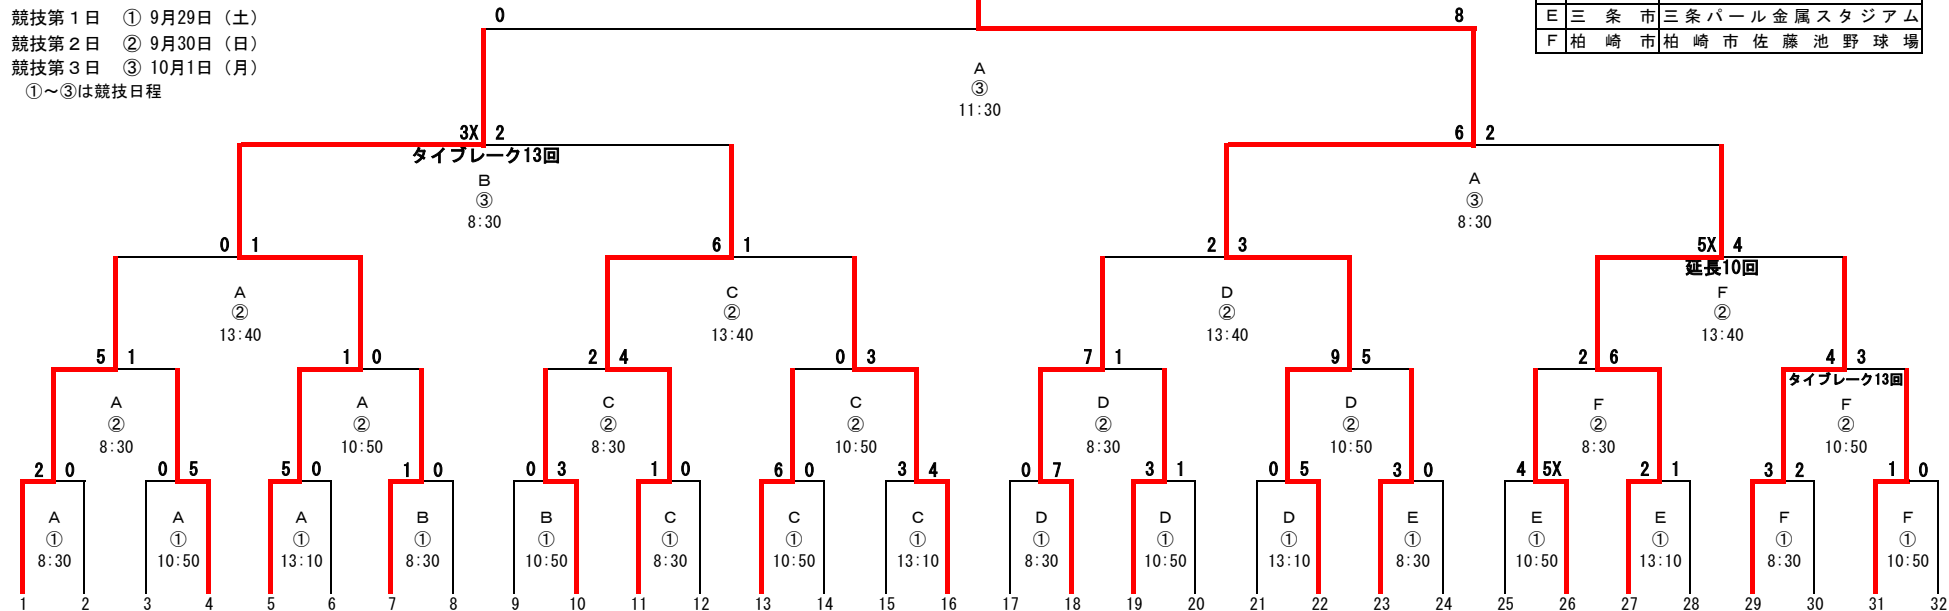 競技第１日　① 9月29日（土）
競技第２日　② 9月30日（日）
競技第３日　③ 10月1日（月）
①～③は競技日程
E 三条市 三条パール金属スタジアム
F 柏崎市 柏崎市佐藤池野球場
0 8
A
③
11:30
3X 2 6 2
タイブレーク13回
B A
③ ③
8:30 8:30
0 1 6 1 2 3 5X 4
延長10回
A C D F
② ② ② ②
13:40 13:40 13:40 13:40
5 1 1 0 2 4 0 3 7 1 9 5 2 6 4 3
タイブレーク13回
A A C C D D F F
② ② ② ② ② ② ② ②
8:30 10:50 8:30 10:50 8:30 10:50 8:30 10:50
2 0 0 5 5 0 1 0 0 3 1 0 6 0 3 4 0 7 3 1 0 5 3 0 4 5X 2 1 3 2 1 0
A A A B B C C C D D D E E E F F
① ① ① ① ① ① ① ① ① ① ① ① ① ① ① ①
8:30 10:50 13:10 8:30 10:50 8:30 10:50 13:10 8:30 10:50 13:10 8:30 10:50 13:10 8:30 10:50
1 2 3 4 5 6 7 8 9 10 11 12 13 14 15 16 17 18 19 20 21 22 23 24 25 26 27 28 29 30 31 32